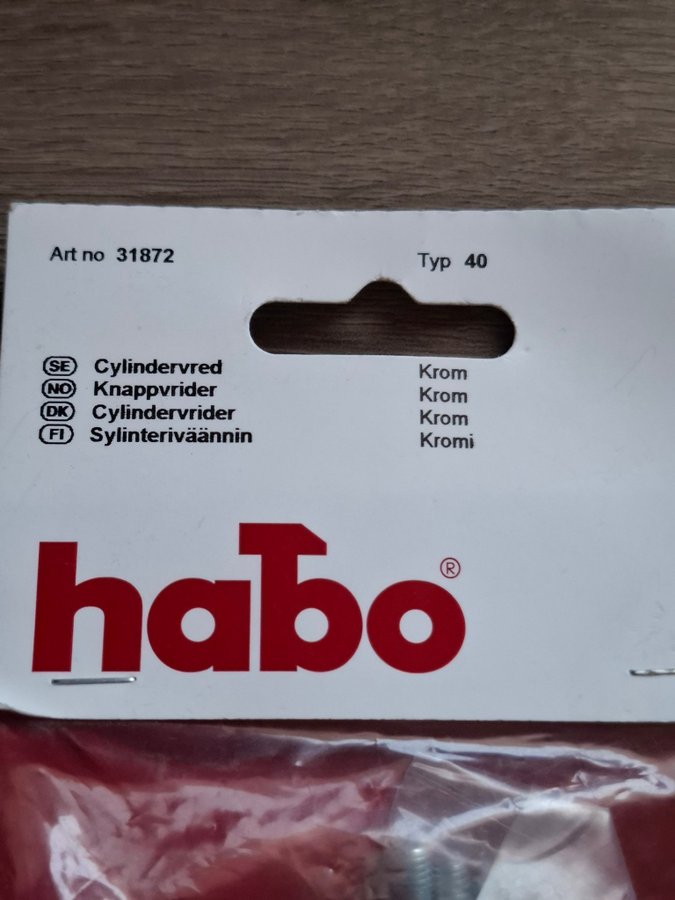 Art no 31872 Typ 40
SE Cylindervred Krom
NO Knappvrider Krom
DK Cylindervrider Krom
FI Sylinteriväännin Kromi
habo ®